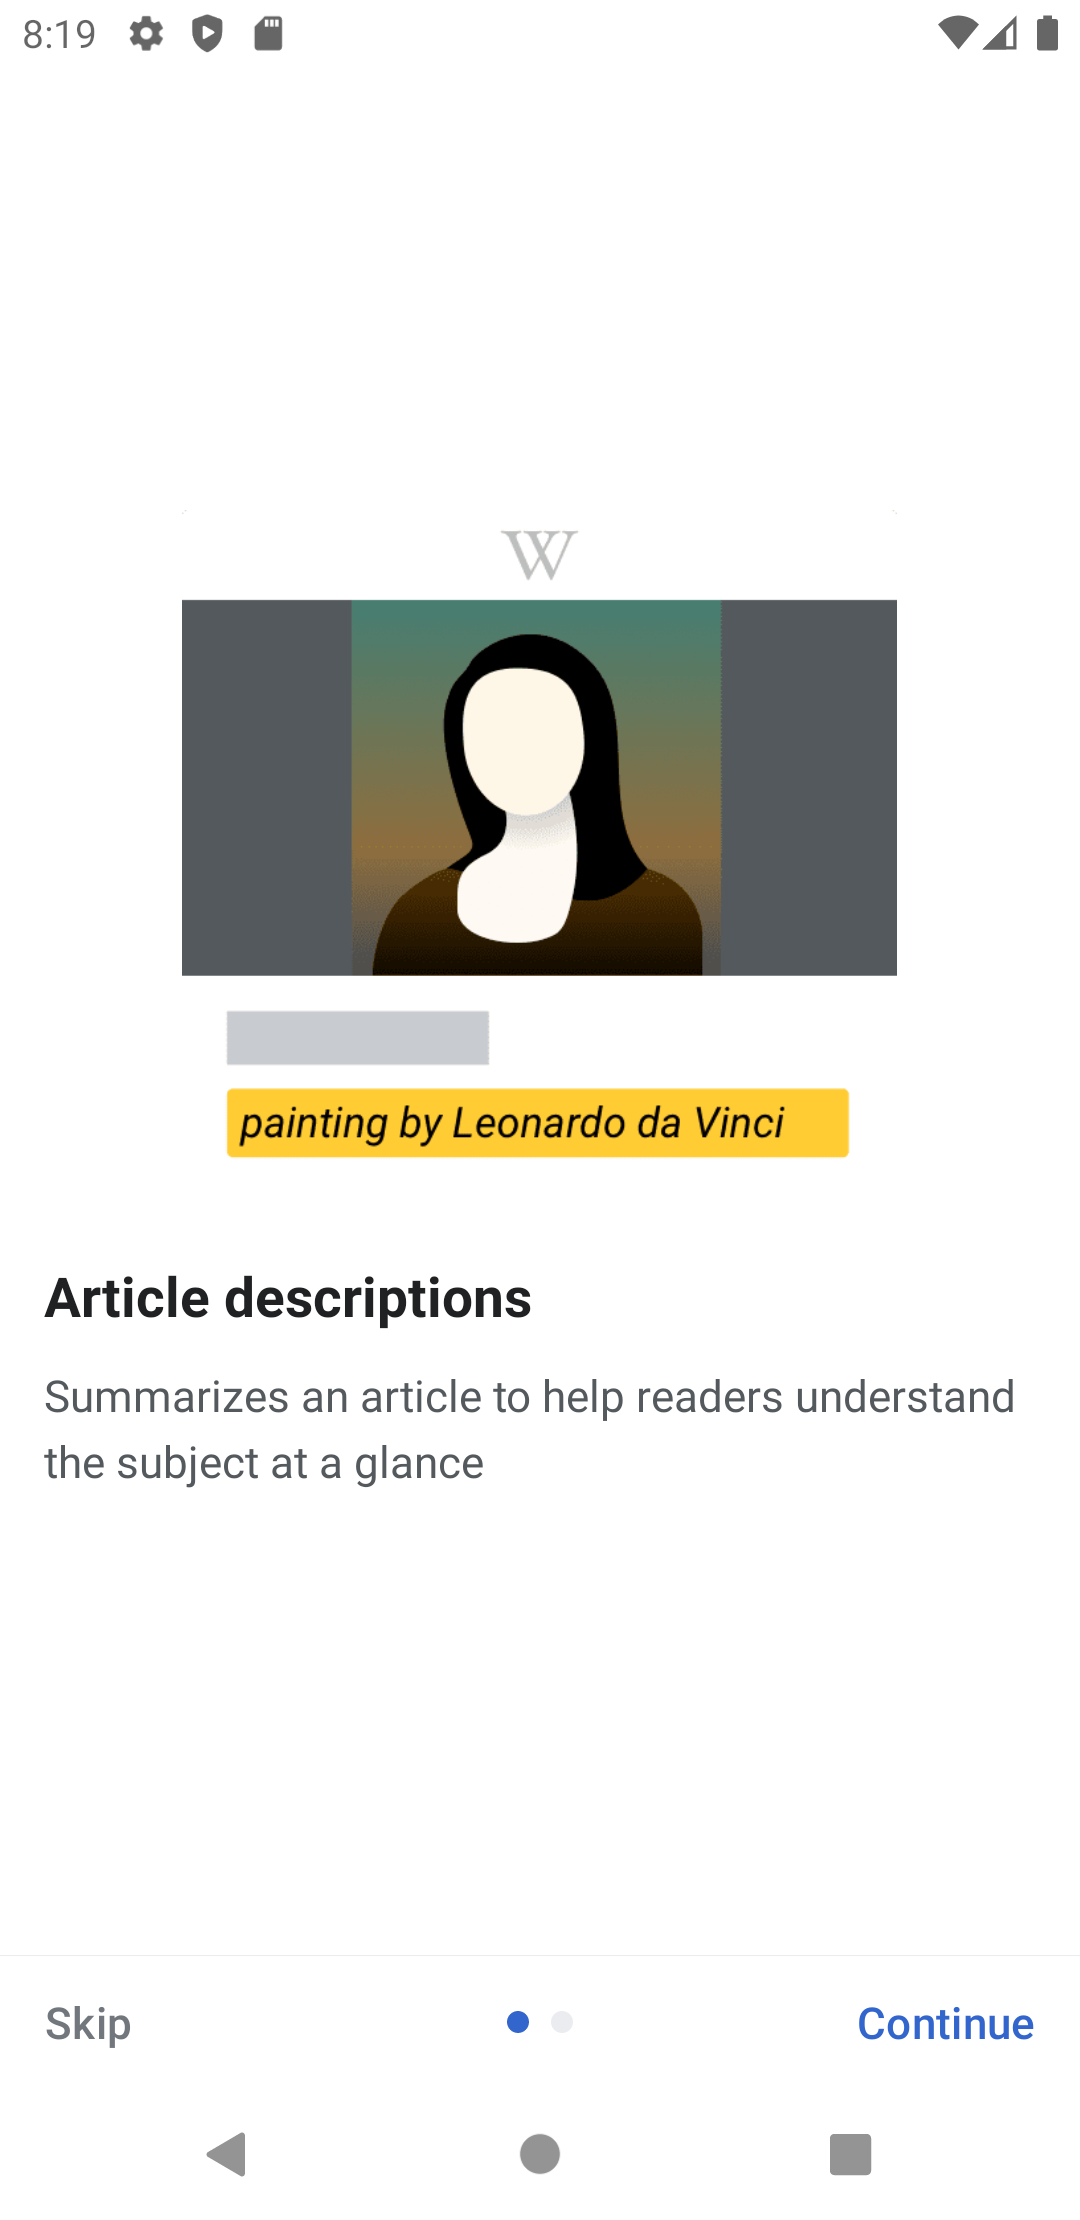 8:19
W
painting by Leonardo da Vinci
Article descriptions
Summarizes an article to help readers understand
the subject at a glance
Skip
Continue